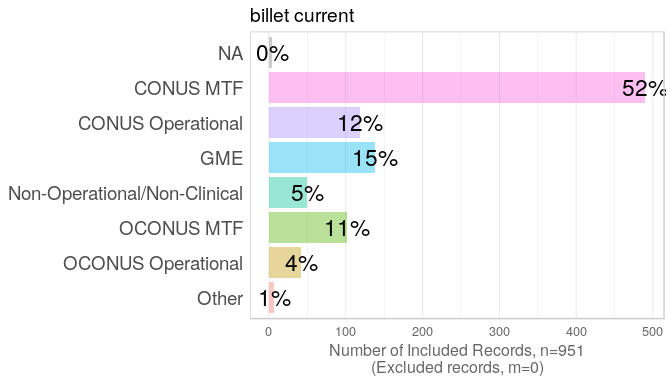 billet current
NA 0%
CONUS MTF 52%
CONUS Operational 12%
GME 15%
Non-Operational/Non-Clinical 5%
OCONUS MTF 11%
OCONUS Operational 4%
Other 1%
0 100 200 300 400 500
Number of Included Records, n=951
(Excluded records, m=0)